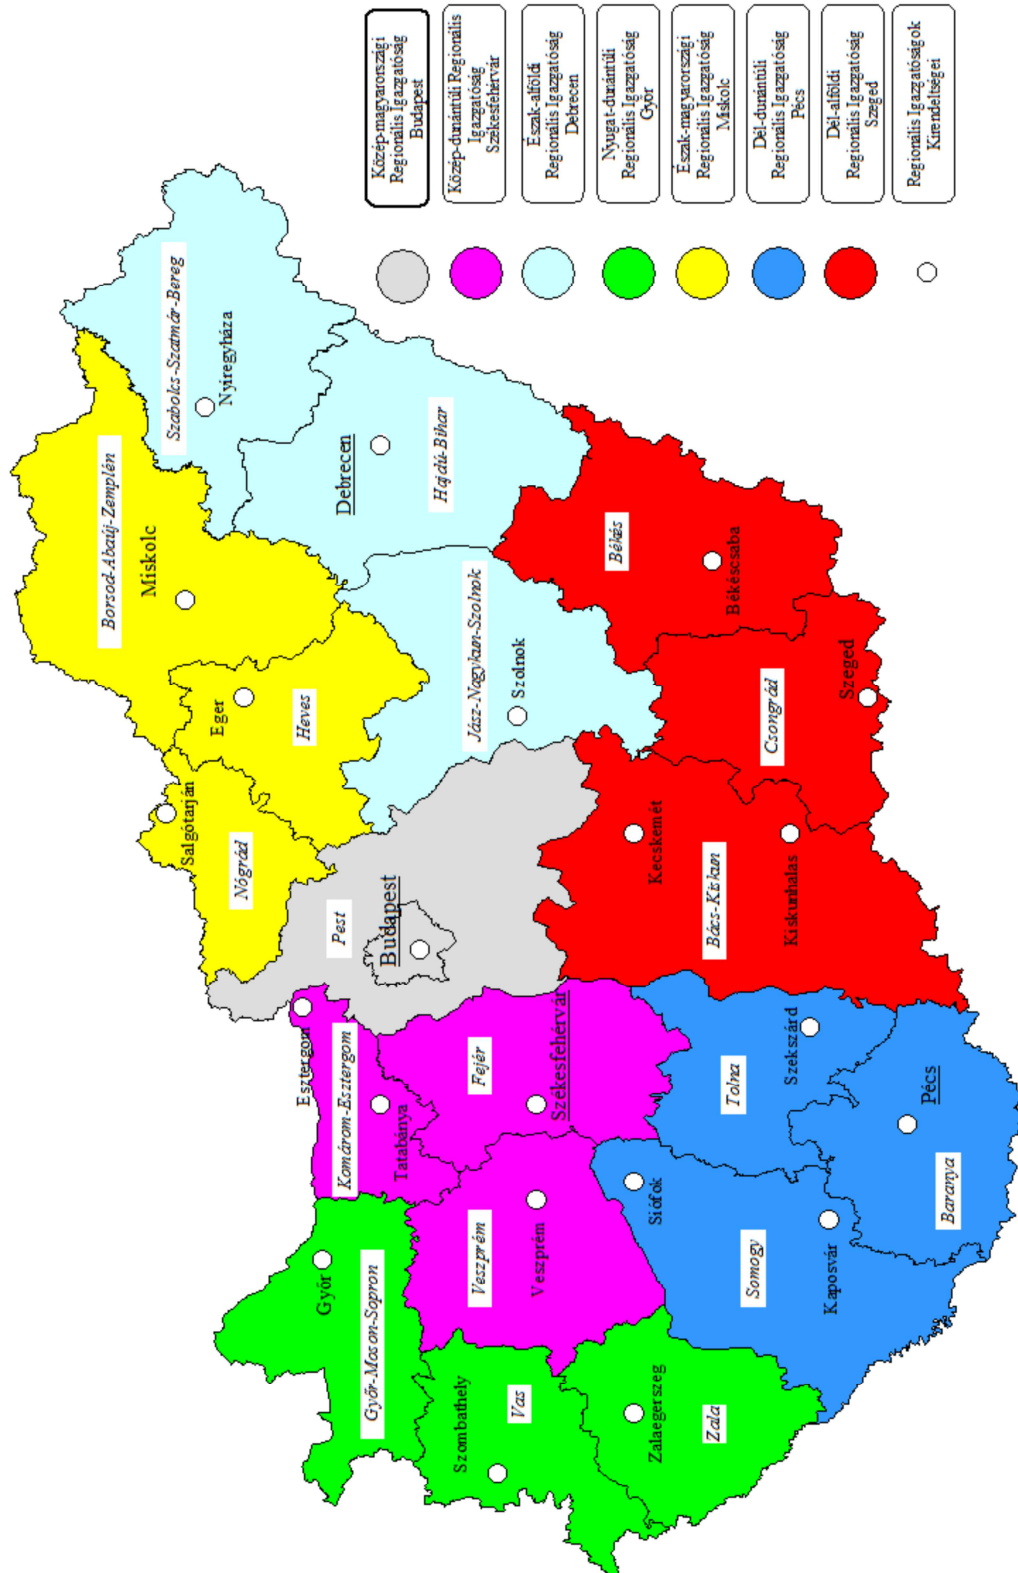 Szabolcs-Szatmár-Bereg
Nyíregyháza
Borsod-Abaúj-Zemplén
Miskolc
Debrecen
Hajdú-Bihar
Eger
Heves
Jász-Nagykun-Szolnok
Szolnok
Békés
Békéscsaba
Salgótarján
Nógrád
Pest
Budapest
Kecskemét
Bács-Kiskun
Kiskunhalas
Csongrád
Szeged
Esztergom
Komárom-Esztergom
Tatabánya
Fejér
Székesfehérvár
Tolna
Szekszárd
Pécs
Baranya
Győr
Győr-Moson-Sopron
Veszprém
Veszprém
Siófok
Somogy
Kaposvár
Szombathely
Vas
Zalaegerszeg
Zala
Közép-magyarországi
Regionális Igazgatóság
Budapest
Közép-dunántúli Regionális
Igazgatóság
Székesfehérvár
Észak-alföldi
Regionális Igazgatóság
Debrecen
Nyugat-dunántúli
Regionális Igazgatóság
Győr
Észak-magyarországi
Regionális Igazgatóság
Miskolc
Dél-dunántúli
Regionális Igazgatóság
Pécs
Dél-alföldi
Regionális Igazgatóság
Szeged
Regionális Igazgatóságok
Kirendeltségei